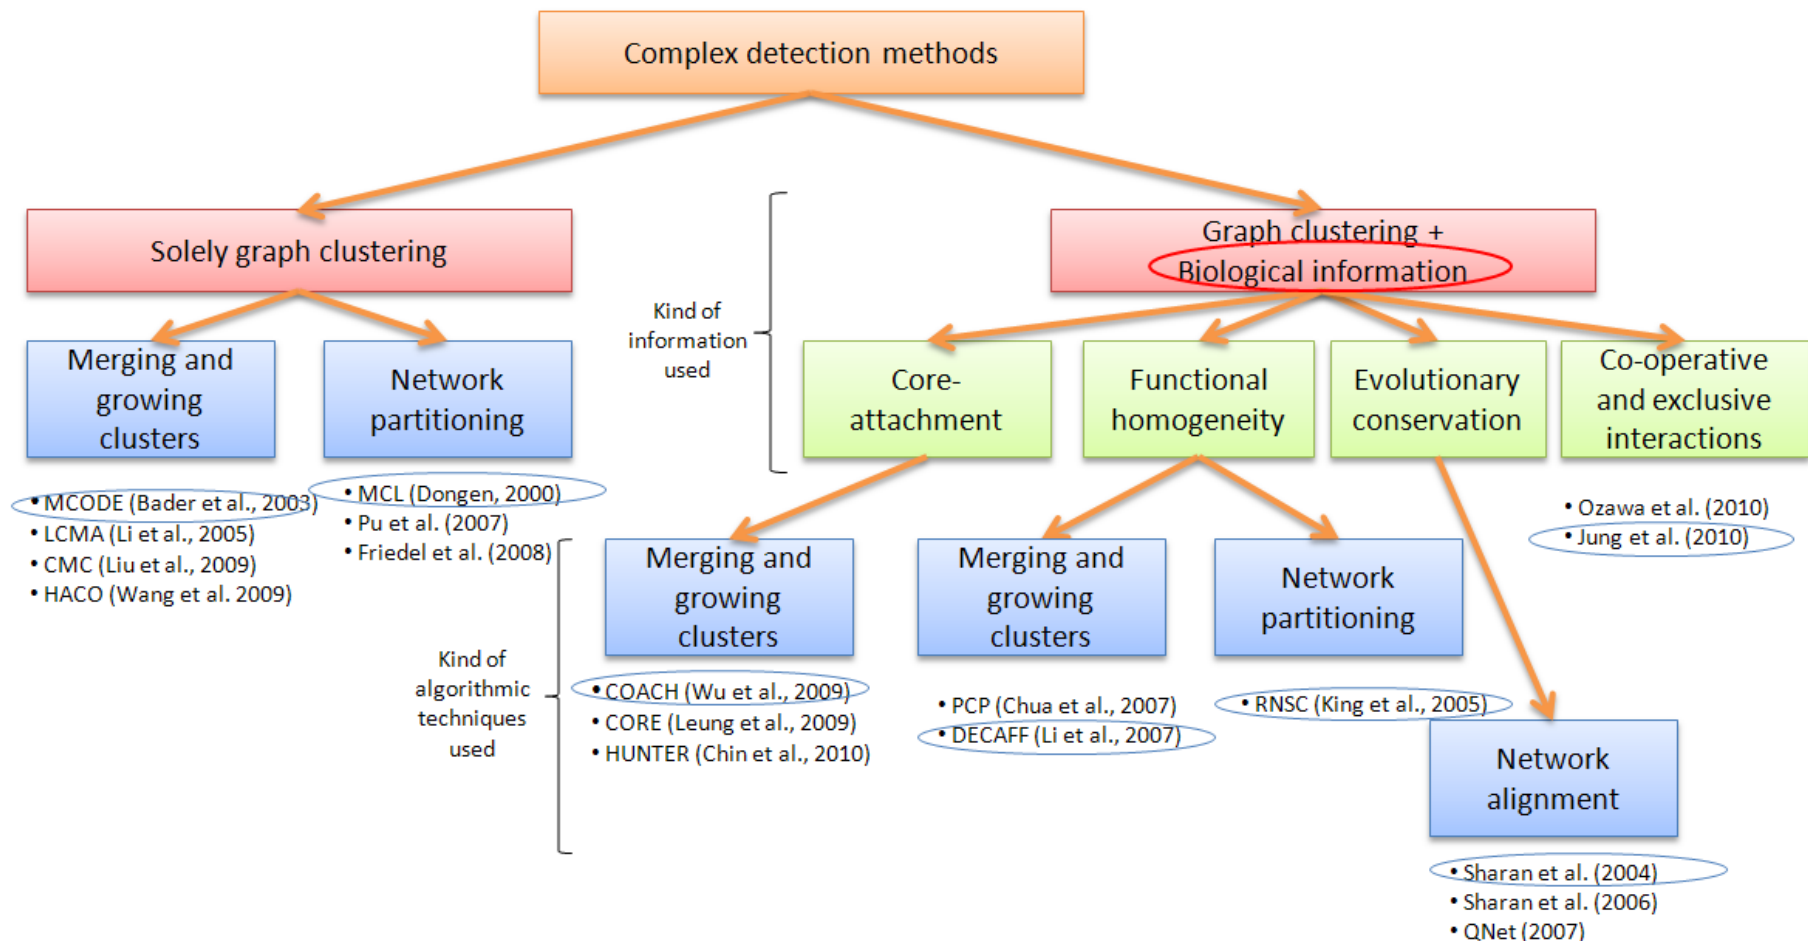 Complex detection methods
Solely graph clustering
Graph clustering +
Biological information
Kind of
information
used
Merging and
growing
clusters
Network
partitioning
Core-
attachment
Functional
homogeneity
Evolutionary
conservation
Co-operative
and exclusive
interactions
• MCODE (Bader et al., 2003)
• LCMA (Li et al., 2005)
• CMC (Liu et al., 2009)
• HACO (Wang et al. 2009)
• MCL (Dongen, 2000)
• Pu et al. (2007)
• Friedel et al. (2008)
• Ozawa et al. (2010)
• Jung et al. (2010)
Kind of
algorithmic
techniques
used
Merging and
growing
clusters
Merging and
growing
clusters
Network
partitioning
• COACH (Wu et al., 2009)
• CORE (Leung et al., 2009)
• HUNTER (Chin et al., 2010)
• PCP (Chua et al., 2007)
• DECAFF (Li et al., 2007)
• RNSC (King et al., 2005)
Network
alignment
• Sharan et al. (2004)
• Sharan et al. (2006)
• QNet (2007)